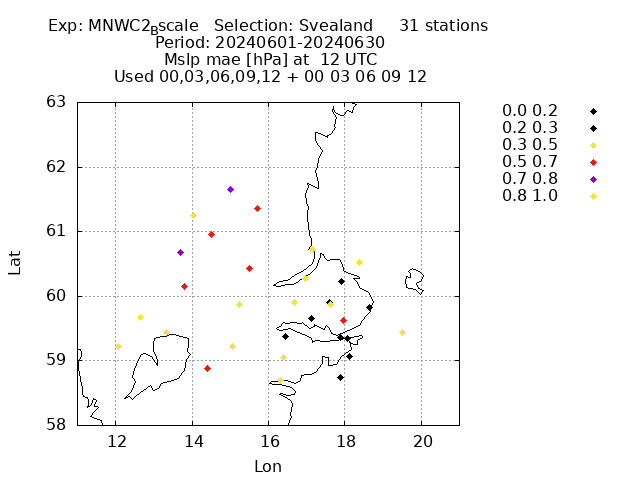 Exp: MNWC2Bscale   Selection: Svealand     31 stations
Period: 20240601-20240630
Mslp mae [hPa] at  12 UTC
Used 00,03,06,09,12 + 00 03 06 09 12
63
62
61
60
59
58
Lat
12
14
16
18
20
Lon
0.0 0.2
0.2 0.3
0.3 0.5
0.5 0.7
0.7 0.8
0.8 1.0